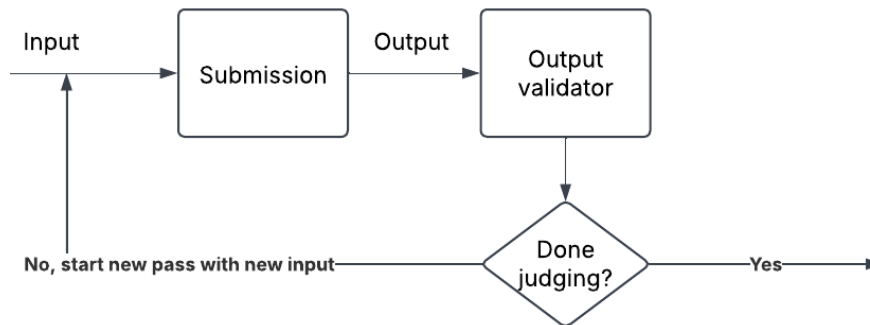 Input
Submission
Output
Output
validator
Done
judging?
No, start new pass with new input
Yes